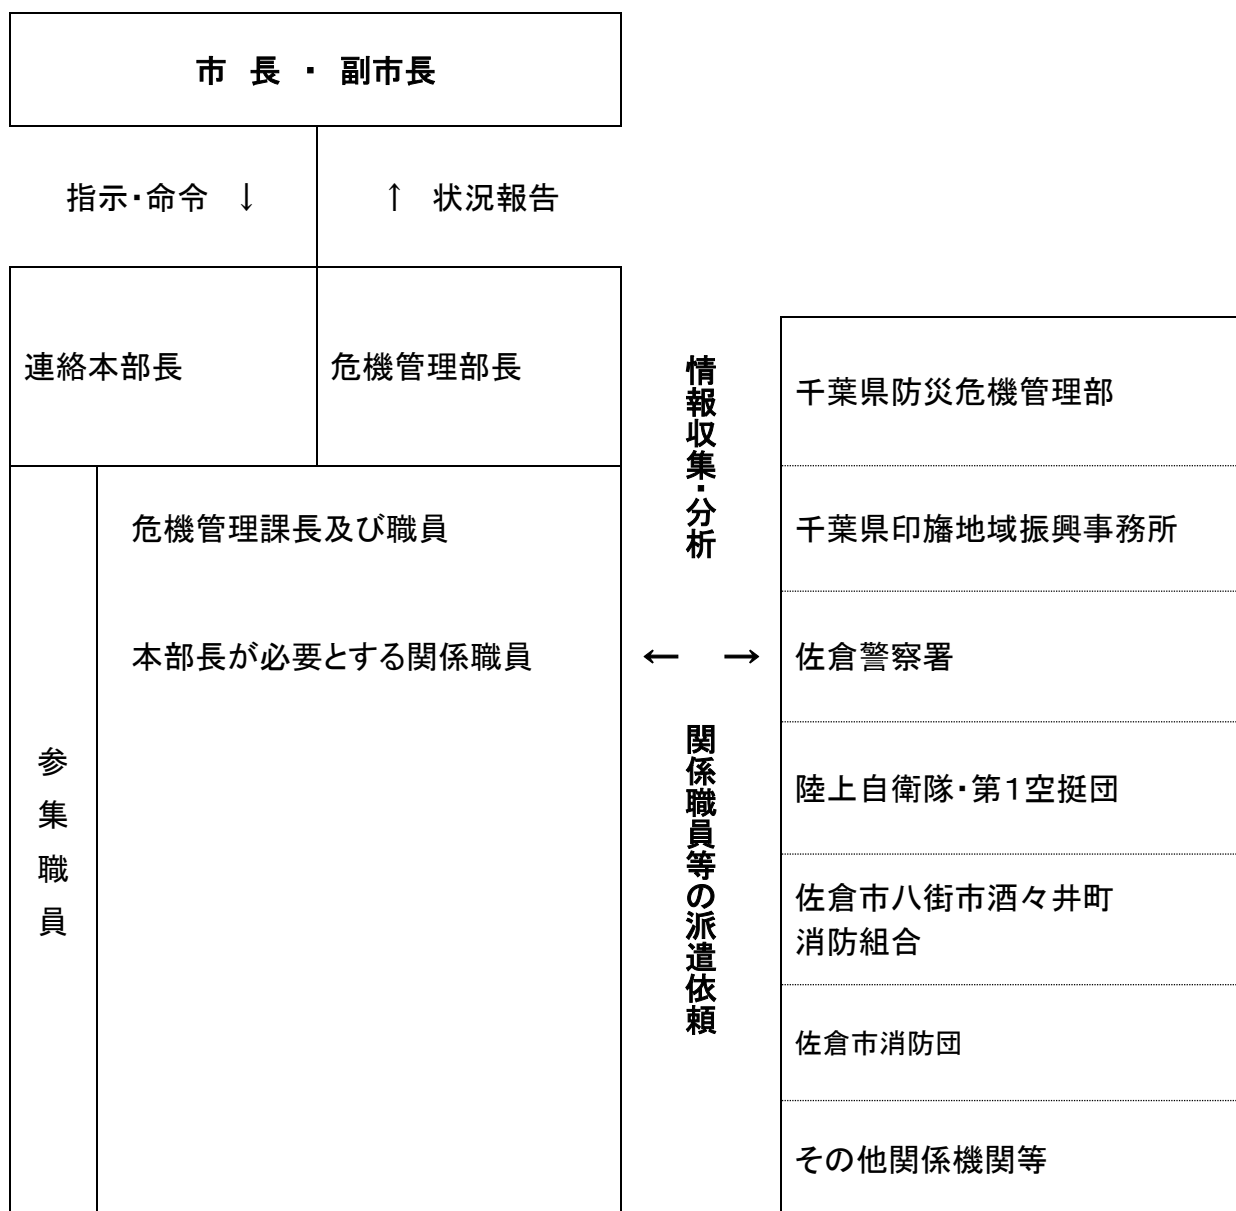 市 長 ・ 副市長
指示・命令 ↓
↑ 状況報告
連絡本部長
危機管理部長
参集職員
危機管理課長及び職員
本部長が必要とする関係職員
情報収集・分析
← →
関係職員等の派遣依頼
千葉県防災危機管理部
千葉県印旛地域振興事務所
佐倉警察署
陸上自衛隊・第1空挺団
佐倉市八街市酒々井町
消防組合
佐倉市消防団
その他関係機関等